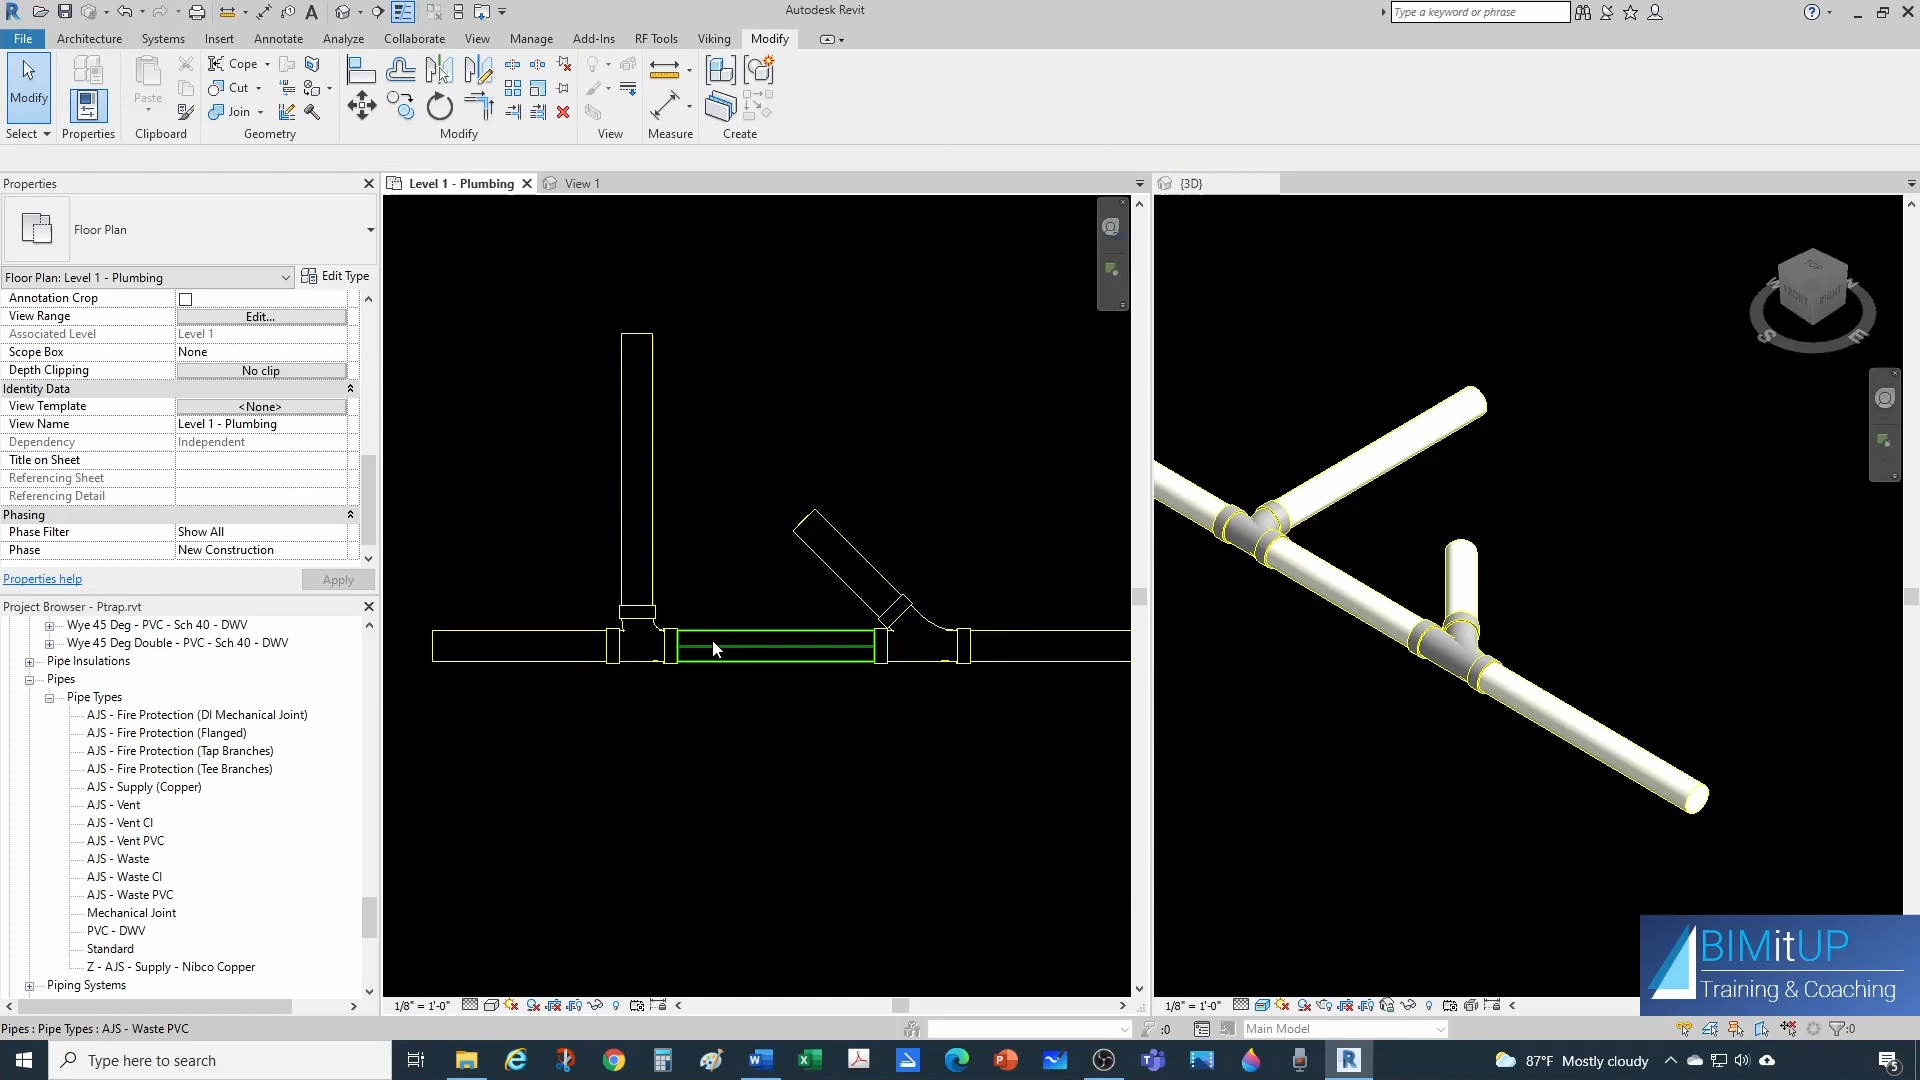 Autodesk Revit
Type a keyword or phrase
File Architecture Systems Insert Annotate Analyze Collaborate View Manage Add-Ins RF Tools Viking Modify
Modify Paste Cope Cut Join
Select Properties Clipboard Geometry Modify View Measure Create
Properties
Floor Plan
Floor Plan: Level 1 - Plumbing Edit Type
Annotation Crop
View Range Edit...
Associated Level Level 1
Scope Box None
Depth Clipping No clip
Identity Data
View Template <None>
View Name Level 1 - Plumbing
Dependency Independent
Title on Sheet
Referencing Sheet
Referencing Detail
Phasing
Phase Filter Show All
Phase New Construction
Properties help Apply
Project Browser - Ptrap.rvt
Wye 45 Deg - PVC - Sch 40 - DWV
Wye 45 Deg Double - PVC - Sch 40 - DWV
Pipe Insulations
Pipes
Pipe Types
AJS - Fire Protection (DI Mechanical Joint)
AJS - Fire Protection (Flanged)
AJS - Fire Protection (Tap Branches)
AJS - Fire Protection (Tee Branches)
AJS - Supply (Copper)
AJS - Vent
AJS - Vent CI
AJS - Vent PVC
AJS - Waste
AJS - Waste CI
AJS - Waste PVC
Mechanical Joint
PVC - DWV
Standard
Z - AJS - Supply - Nibco Copper
Piping Systems
Level 1 - Plumbing View 1 {3D}
TOP
FRONT RIGHT
S E
BIMitUP
Training & Coaching
1/8" = 1'-0" 1/8" = 1'-0"
Pipes : Pipe Types : AJS - Waste PVC :0 Main Model :0
Type here to search 87°F Mostly cloudy 5